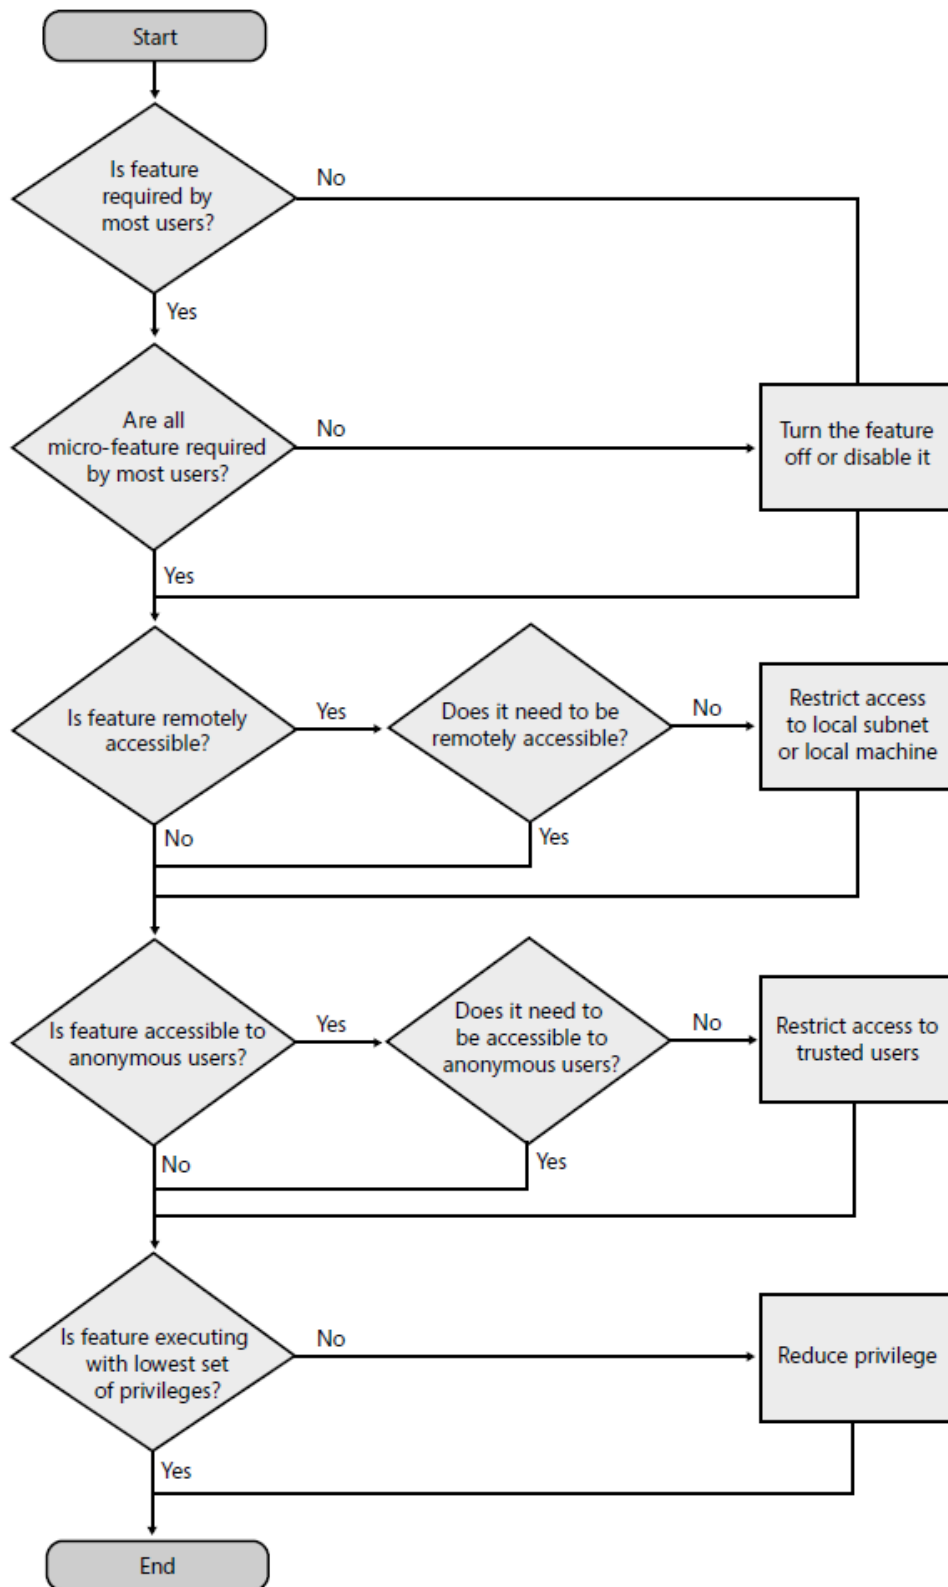 Start
Is feature
required by
most users?
No
Yes
Are all
micro-feature required
by most users?
No
Turn the feature
off or disable it
Yes
Is feature remotely
accessible?
Yes
Does it need to be
remotely accessible?
No
Restrict access
to local subnet
or local machine
No
Yes
Is feature accessible to
anonymous users?
Yes
Does it need to
be accessible to
anonymous users?
No
Restrict access to
trusted users
No
Yes
Is feature executing
with lowest set
of privileges?
No
Reduce privilege
Yes
End